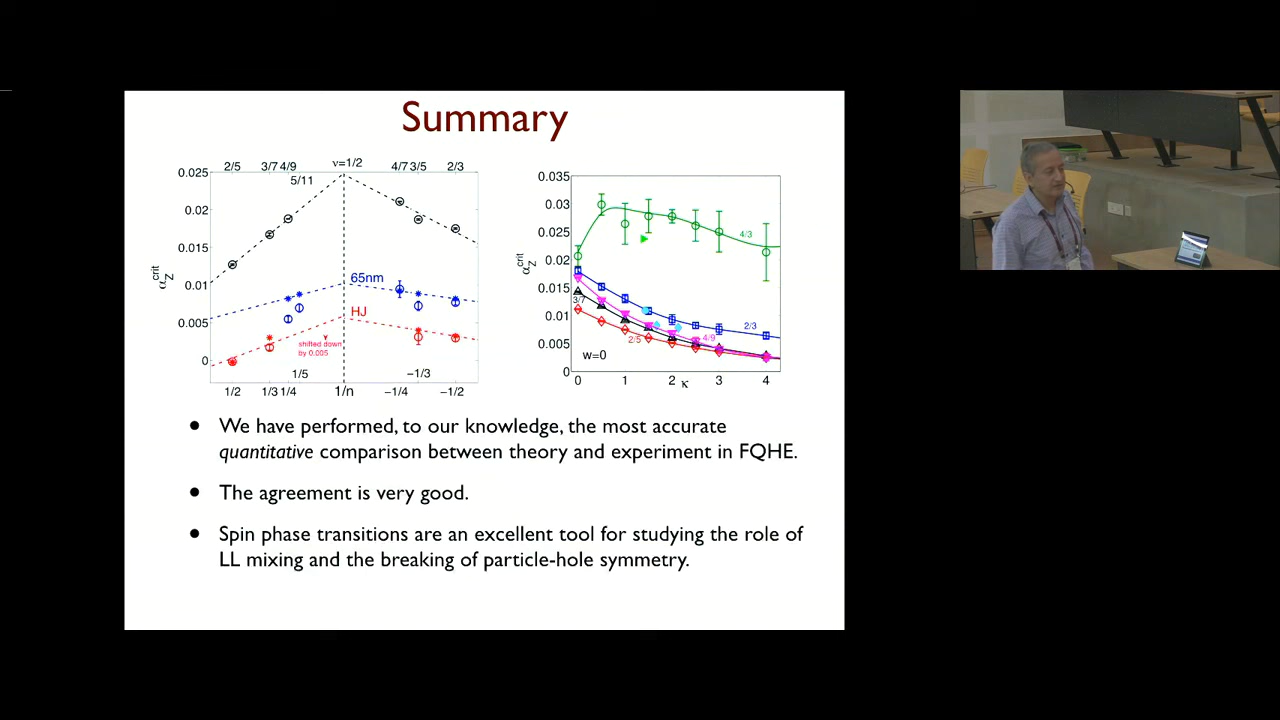 Summary
2/5 3/7 4/9 ν=1/2 4/7 3/5 2/3
5/11
0.025
0.02
0.015
0.01
0.005
0
α_Z^crit
65nm
HJ
shifted down
by 0.005
1/5 −1/3
1/2 1/3 1/4 1/n −1/4 −1/2
0.035
0.03
0.025
0.02
0.015
0.01
0.005
0
α_Z^crit
4/3
3/7
2/3
2/5
4/9
w=0
0 1 2 κ 3 4
• We have performed, to our knowledge, the most accurate
quantitative comparison between theory and experiment in FQHE.
• The agreement is very good.
• Spin phase transitions are an excellent tool for studying the role of
LL mixing and the breaking of particle-hole symmetry.